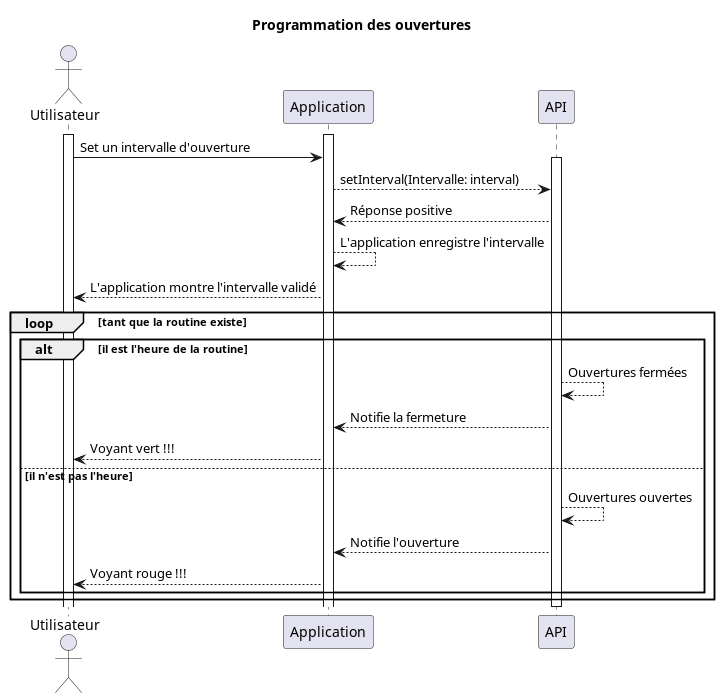 Programmation des ouvertures
Utilisateur
Application
API
Set un intervalle d'ouverture
setInterval(Intervalle: interval)
Réponse positive
L'application enregistre l'intervalle
L'application montre l'intervalle validé
loop [tant que la routine existe]
alt [il est l'heure de la routine]
Ouvertures fermées
Notifie la fermeture
Voyant vert !!!
[il n'est pas l'heure]
Ouvertures ouvertes
Notifie l'ouverture
Voyant rouge !!!
Utilisateur
Application
API